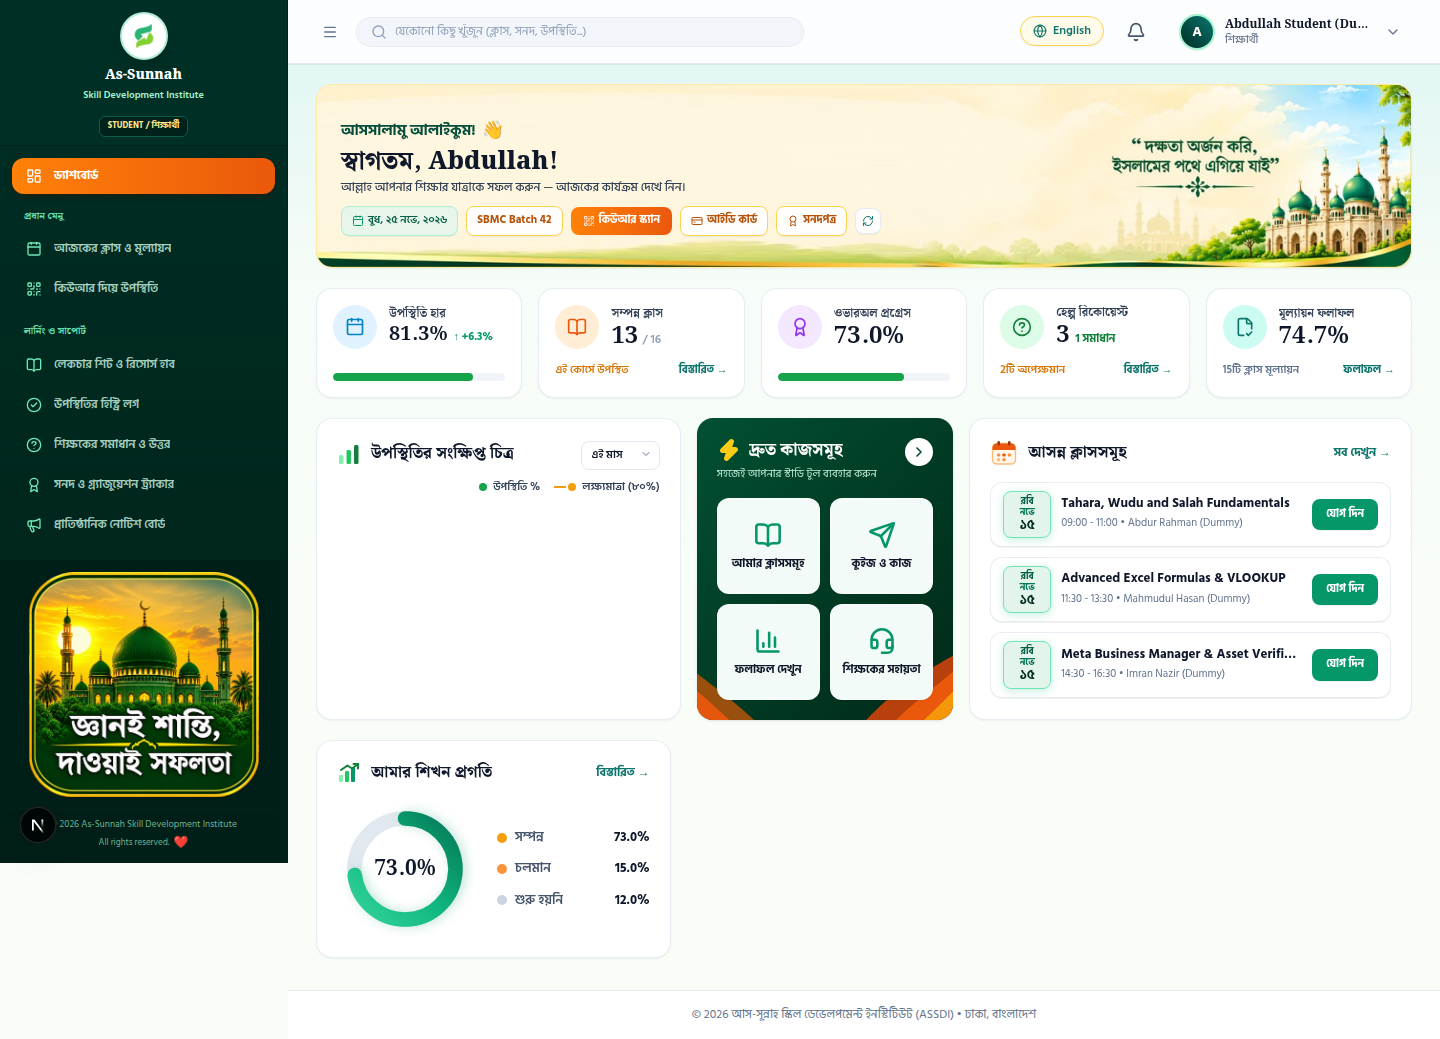 As-Sunnah
Skill Development Institute
STUDENT / শিক্ষার্থী
ড্যাশবোর্ড
প্রধান মেনু
আজকের ক্লাস ও মূল্যায়ন
কিউআর দিয়ে উপস্থিতি
লার্নিং ও সাপোর্ট
লেকচার শিট ও রিসোর্স হাব
উপস্থিতির হিস্ট্রি লগ
শিক্ষকের সমাধান ও উত্তর
সনদ ও গ্র্যাজুয়েশন ট্র্যাকার
প্রাতিষ্ঠানিক নোটিশ বোর্ড
জ্ঞানই শান্তি,
দাওয়াই সফলতা
N
2026 As-Sunnah Skill Development Institute
All rights reserved. ❤️
যেকোনো কিছু খুঁজুন (ক্লাস, সনদ, উপস্থিতি...)
English
A
Abdullah Student (Du...
শিক্ষার্থী
আসসালামু আলাইকুম! 👋
স্বাগতম, Abdullah!
আল্লাহ আপনার শিক্ষার যাত্রাকে সফল করুন — আজকের কার্যক্রম দেখে নিন।
বুধ, ২৫ নভে, ২০২৬
SBMC Batch 42
কিউআর স্ক্যান
আইডি কার্ড
সনদপত্র
“দক্ষতা অর্জন করি,
ইসলামের পথে এগিয়ে যাই”
উপস্থিতি হার
81.3% ↑ +6.3%
সম্পন্ন ক্লাস
13 / 16
এই কোর্সে উপস্থিত
বিস্তারিত →
ওভারঅল প্রগ্রেস
73.0%
হেল্প রিকোয়েস্ট
3 1 সমাধান
2টি অপেক্ষমান
বিস্তারিত →
মূল্যায়ন ফলাফল
74.7%
15টি ক্লাস মূল্যায়ন
ফলাফল →
উপস্থিতির সংক্ষিপ্ত চিত্র
এই মাস
উপস্থিতি %
লক্ষ্যমাত্রা (৮০%)
দ্রুত কাজসমূহ
সহজেই আপনার স্টাডি টুল ব্যবহার করুন
আমার ক্লাসসমূহ
কুইজ ও কাজ
ফলাফল দেখুন
শিক্ষকের সহায়তা
আসন্ন ক্লাসসমূহ
সব দেখুন →
রবি
নভে
১৫
Tahara, Wudu and Salah Fundamentals
09:00 - 11:00 • Abdur Rahman (Dummy)
যোগ দিন
রবি
নভে
১৫
Advanced Excel Formulas & VLOOKUP
11:30 - 13:30 • Mahmudul Hasan (Dummy)
যোগ দিন
রবি
নভে
১৫
Meta Business Manager & Asset Verifi...
14:30 - 16:30 • Imran Nazir (Dummy)
যোগ দিন
আমার শিখন প্রগতি
বিস্তারিত →
73.0%
সম্পন্ন 73.0%
চলমান 15.0%
শুরু হয়নি 12.0%
© 2026 আস-সুন্নাহ স্কিল ডেভেলপমেন্ট ইনস্টিটিউট (ASSDI) • ঢাকা, বাংলাদেশ